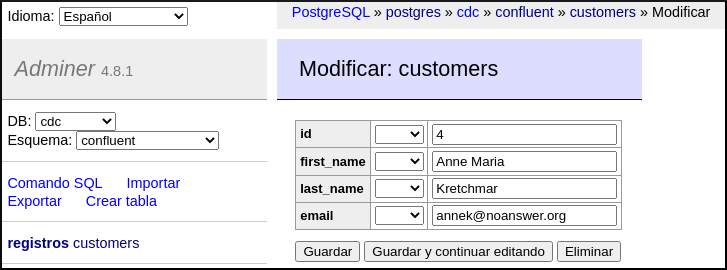 Idioma: Español
PostgreSQL » postgres » cdc » confluent » customers » Modificar
Adminer 4.8.1
Modificar: customers
DB: cdc
Esquema: confluent
Comando SQL Importar
Exportar Crear tabla
registros customers
id 4
first_name Anne Maria
last_name Kretchmar
email annek@noanswer.org
Guardar Guardar y continuar editando Eliminar